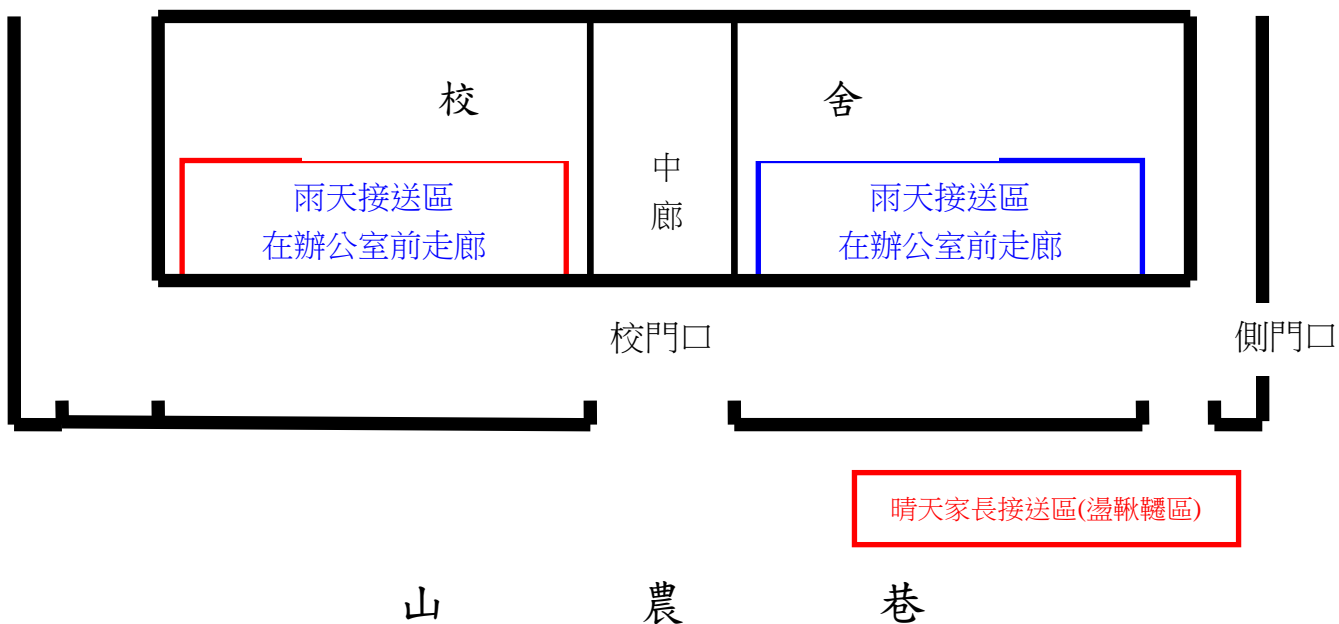 校 舍
中廊
雨天接送區
在辦公室前走廊
雨天接送區
在辦公室前走廊
校門口
側門口
晴天家長接送區(盪鞦韆區)
山 農 巷